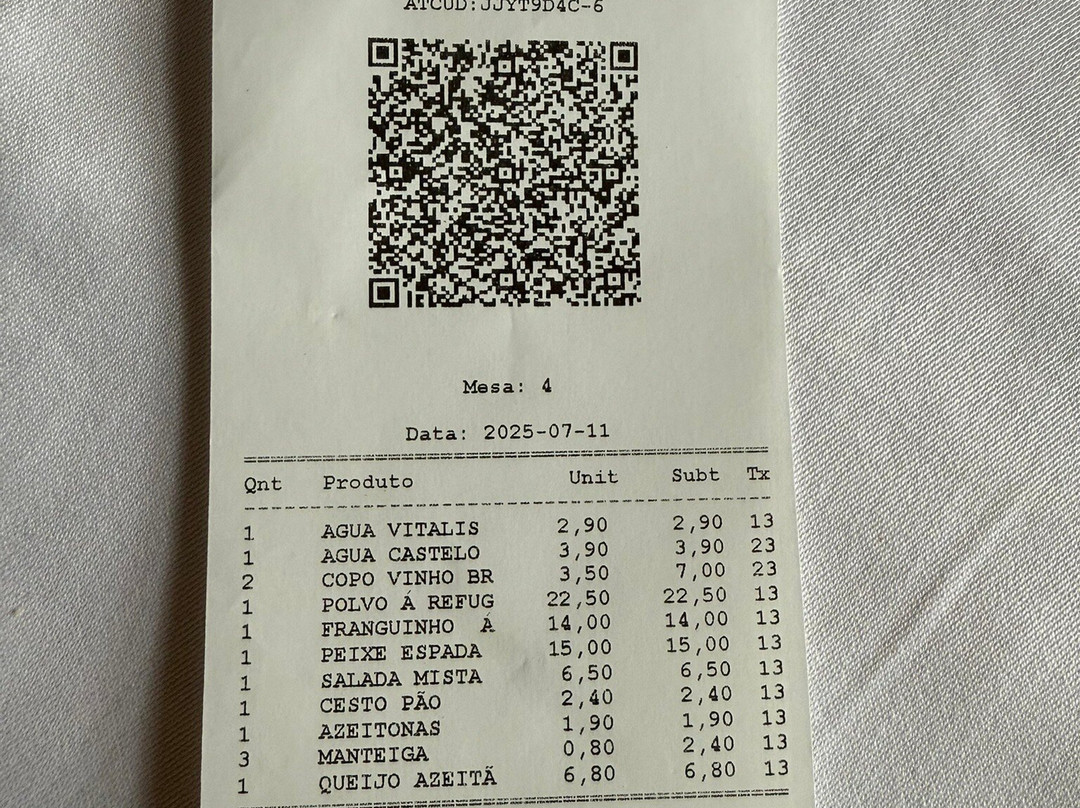 ATCUD:JJYT9D4C-6
Mesa: 4
Data: 2025-07-11
Qnt Produto Unit Subt Tx
1 AGUA VITALIS 2,90 2,90 13
1 AGUA CASTELO 3,90 3,90 23
2 COPO VINHO BR 3,50 7,00 23
1 POLVO Á REFUG 22,50 22,50 13
1 FRANGUINHO Á 14,00 14,00 13
1 PEIXE ESPADA 15,00 15,00 13
1 SALADA MISTA 6,50 6,50 13
1 CESTO PÃO 2,40 2,40 13
1 AZEITONAS 1,90 1,90 13
3 MANTEIGA 0,80 2,40 13
1 QUEIJO AZEITÃ 6,80 6,80 13